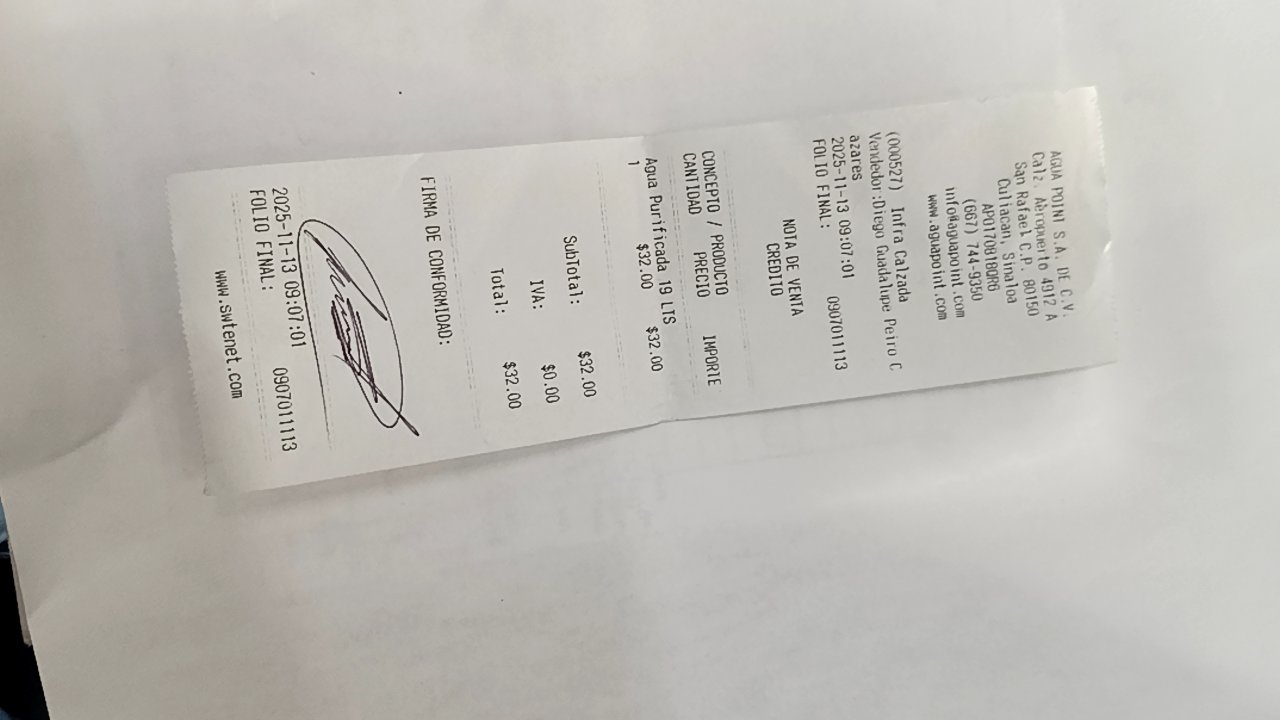 AGUA POINT S.A. DE C.V.
Calz. Aeropuerto 4912 A
San Rafael C.P. 80150
Culiacan, Sinaloa
APO170818DR6
(667) 744-9350
info@aguapoint.com
www.aguapoint.com
(000527) Infra Calzada
Vendedor:Diego Guadalupe Peiro C
azares
2025-11-13 09:07:01
FOLIO FINAL: 0907011113
NOTA DE VENTA
CREDITO
CONCEPTO / PRODUCTO
CANTIDAD PRECIO IMPORTE
Agua Purificada 19 LTS
1 $32.00 $32.00
SubTotal: $32.00
IVA: $0.00
Total: $32.00
FIRMA DE CONFORMIDAD:
2025-11-13 09:07:01
FOLIO FINAL: 0907011113
www.swtenet.com